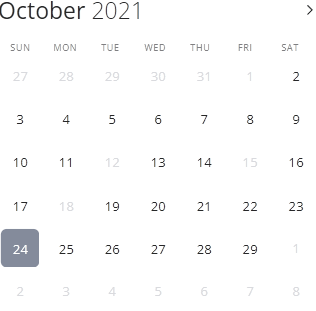 October 2021
SUN MON TUE WED THU FRI SAT
27 28 29 30 31 1 2
3 4 5 6 7 8 9
10 11 12 13 14 15 16
17 18 19 20 21 22 23
24 25 26 27 28 29 1
2 3 4 5 6 7 8